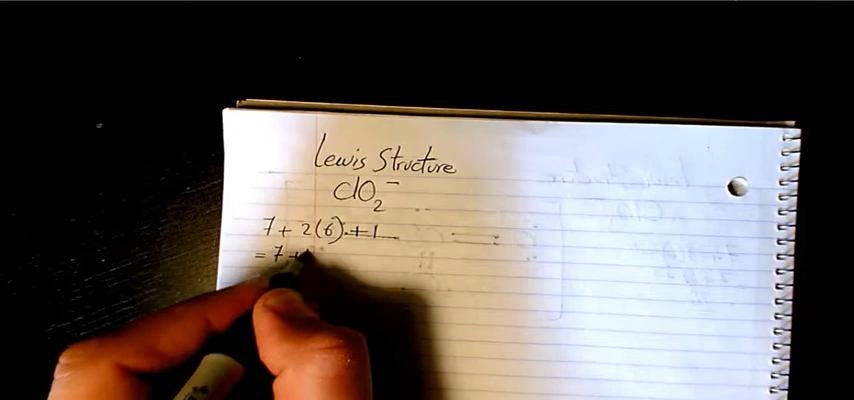 Lewis Structure
ClO₂⁻
7 + 2(6) + 1
= 7 +